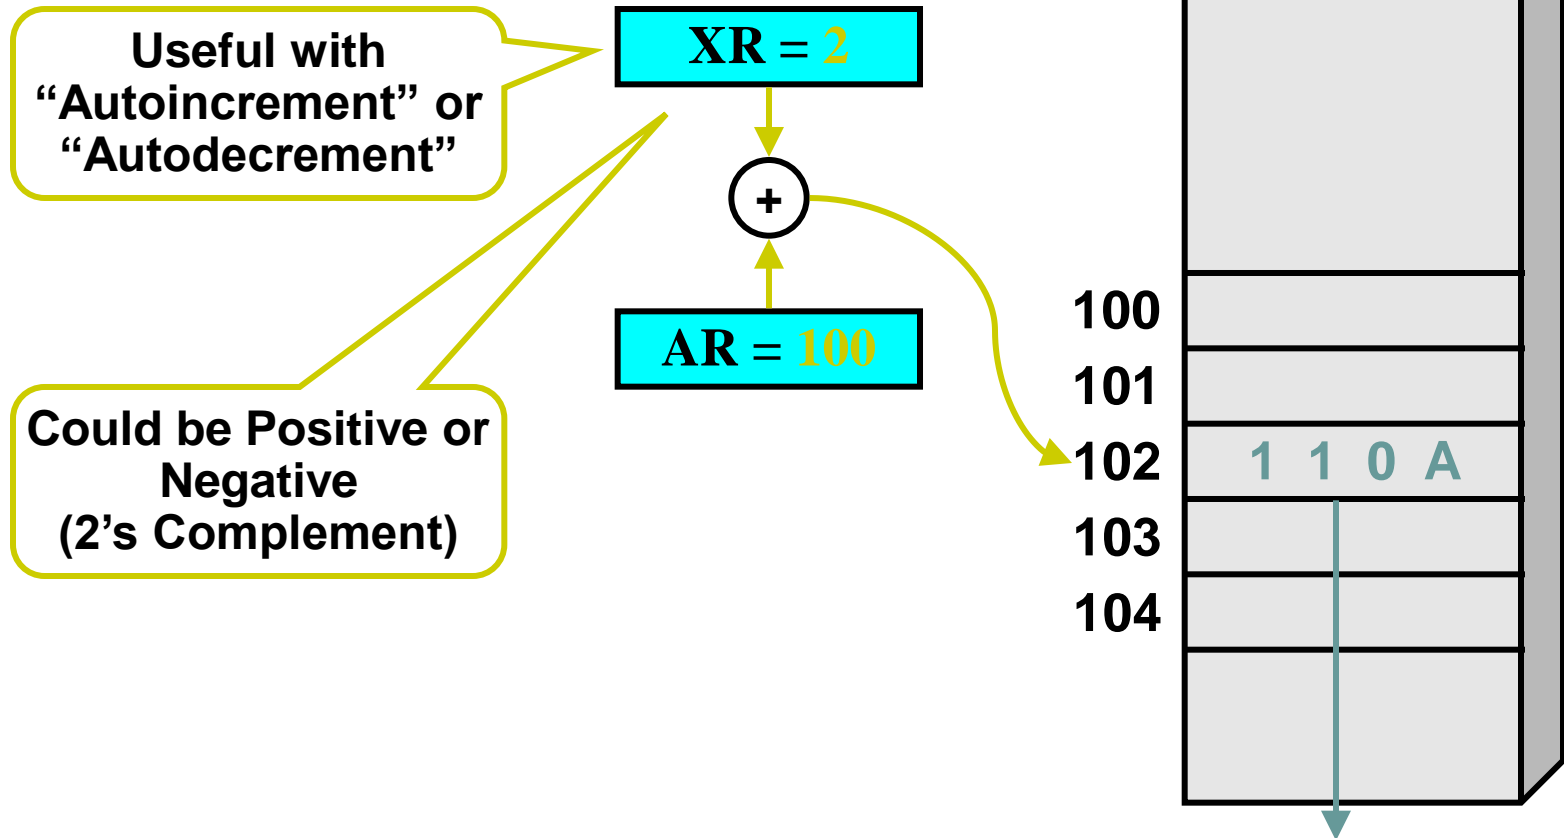 Useful with
“Autoincrement” or
“Autodecrement”
XR = 2
+
AR = 100
Could be Positive or
Negative
(2’s Complement)
100
101
102
1 1 0 A
103
104